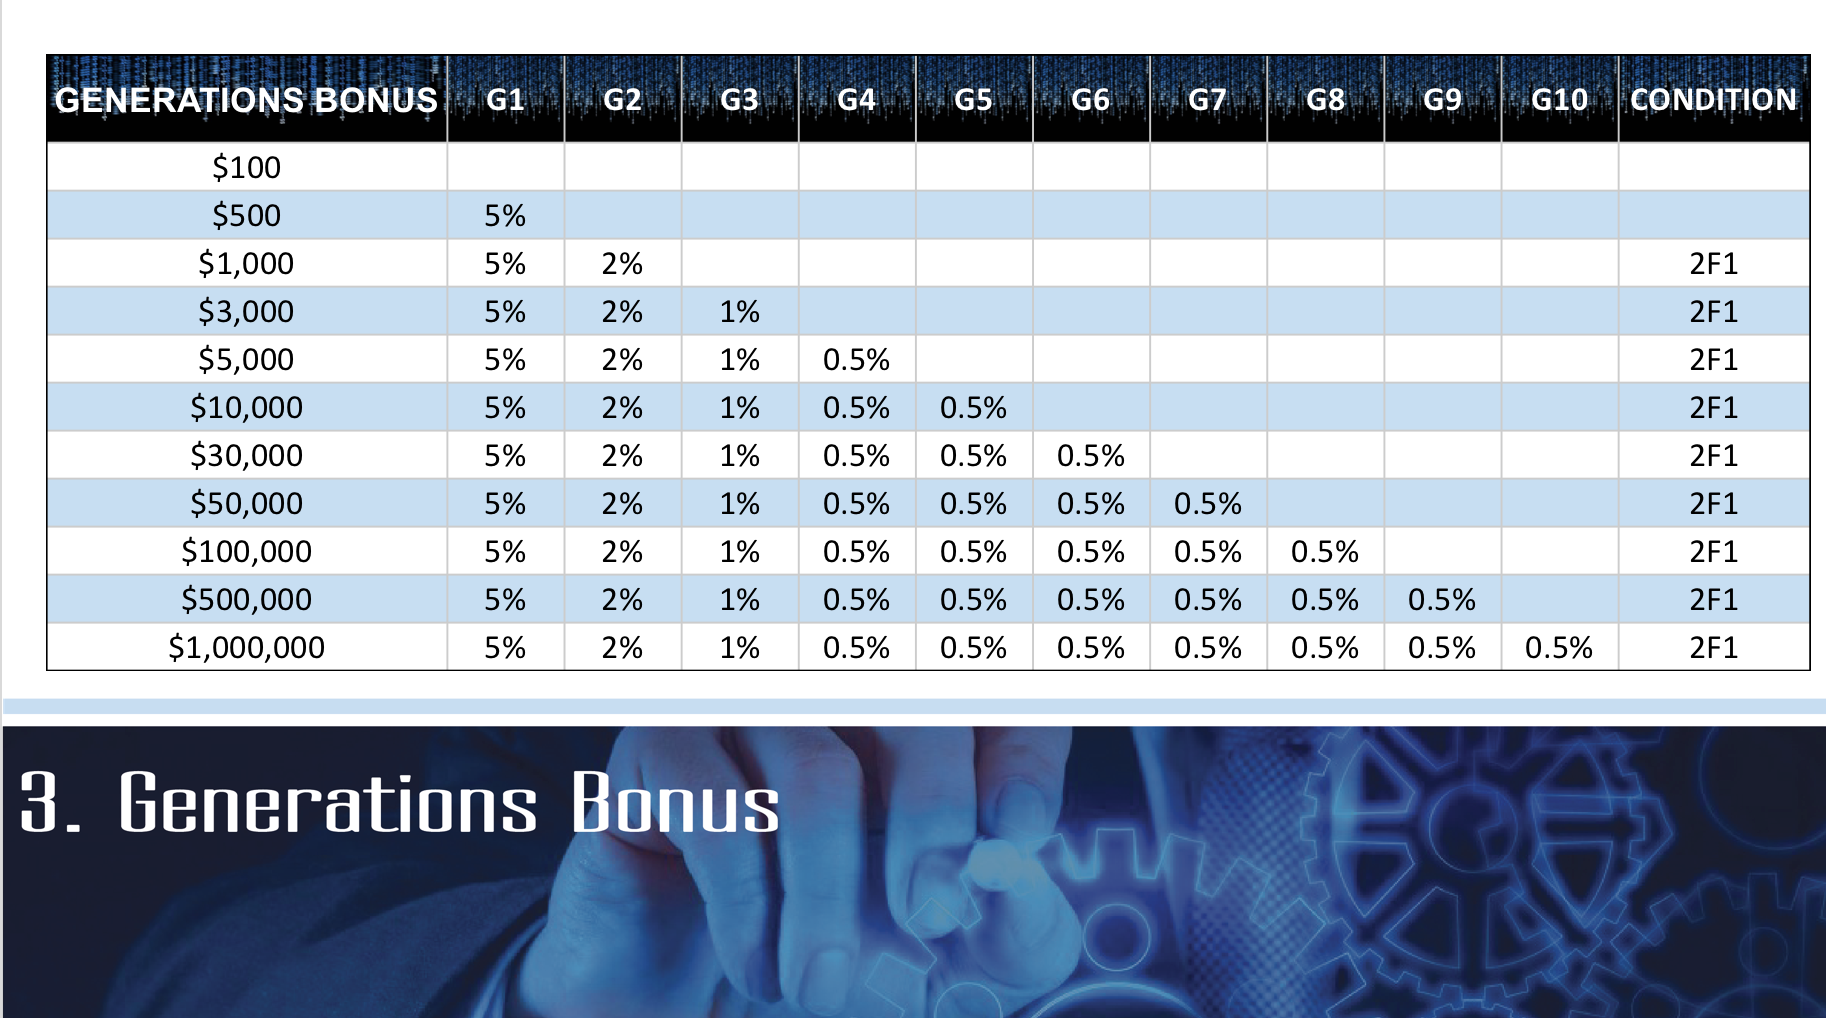 GENERATIONS BONUS G1 G2 G3 G4 G5 G6 G7 G8 G9 G10 CONDITION
$100
$500 5%
$1,000 5% 2% 2F1
$3,000 5% 2% 1% 2F1
$5,000 5% 2% 1% 0.5% 2F1
$10,000 5% 2% 1% 0.5% 0.5% 2F1
$30,000 5% 2% 1% 0.5% 0.5% 0.5% 2F1
$50,000 5% 2% 1% 0.5% 0.5% 0.5% 0.5% 2F1
$100,000 5% 2% 1% 0.5% 0.5% 0.5% 0.5% 0.5% 2F1
$500,000 5% 2% 1% 0.5% 0.5% 0.5% 0.5% 0.5% 0.5% 2F1
$1,000,000 5% 2% 1% 0.5% 0.5% 0.5% 0.5% 0.5% 0.5% 0.5% 2F1
3. Generations Bonus